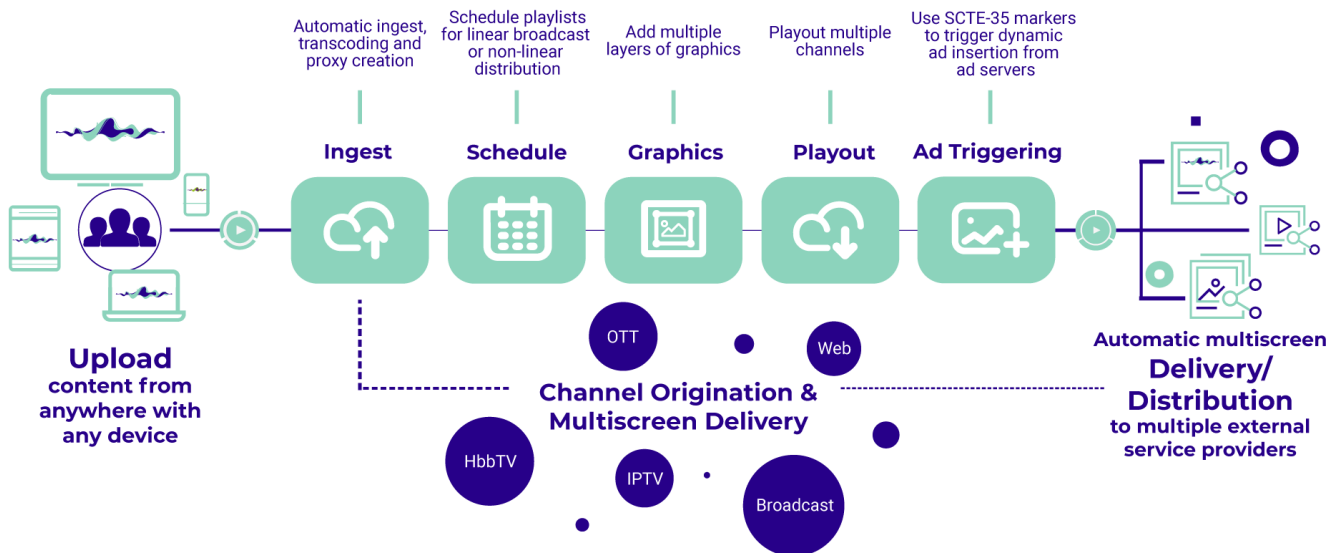 Automatic ingest,
transcoding and
proxy creation
Schedule playlists
for linear broadcast
or non-linear
distribution
Add multiple
layers of graphics
Playout multiple
channels
Use SCTE-35 markers
to trigger dynamic
ad insertion from
ad servers
Ingest
Schedule
Graphics
Playout
Ad Triggering
Upload
content from
anywhere with
any device
OTT
Web
Channel Origination &
Multiscreen Delivery
HbbTV
IPTV
Broadcast
Automatic multiscreen
Delivery/
Distribution
to multiple external
service providers